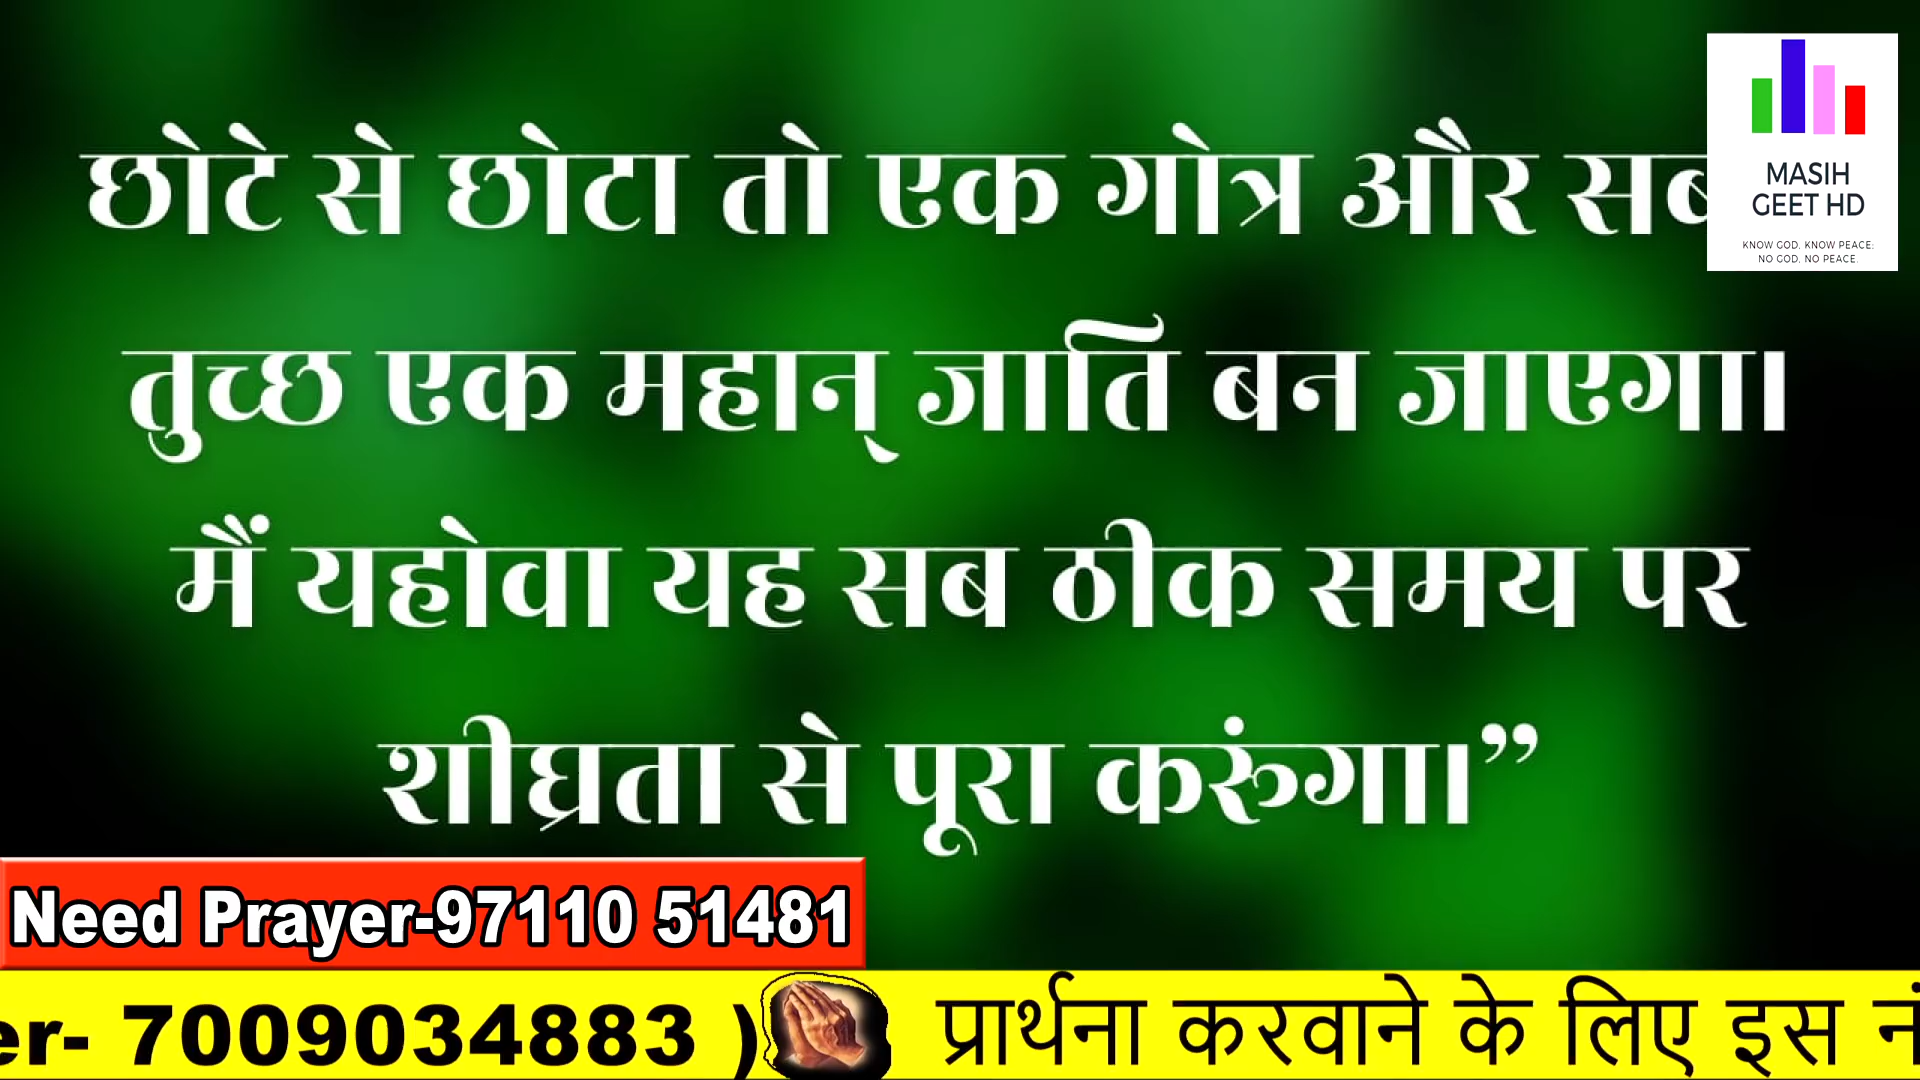 छोटे से छोटा तो एक गोत्र और सब
तुच्छ एक महान् जाति बन जाएगा।
मैं यहोवा यह सब ठीक समय पर
शीघ्रता से पूरा करुंगा।”
MASIH
GEET HD
KNOW GOD, KNOW PEACE;
NO GOD, NO PEACE.
Need Prayer-97110 51481
er- 7009034883 ) प्रार्थना करवाने के लिए इस